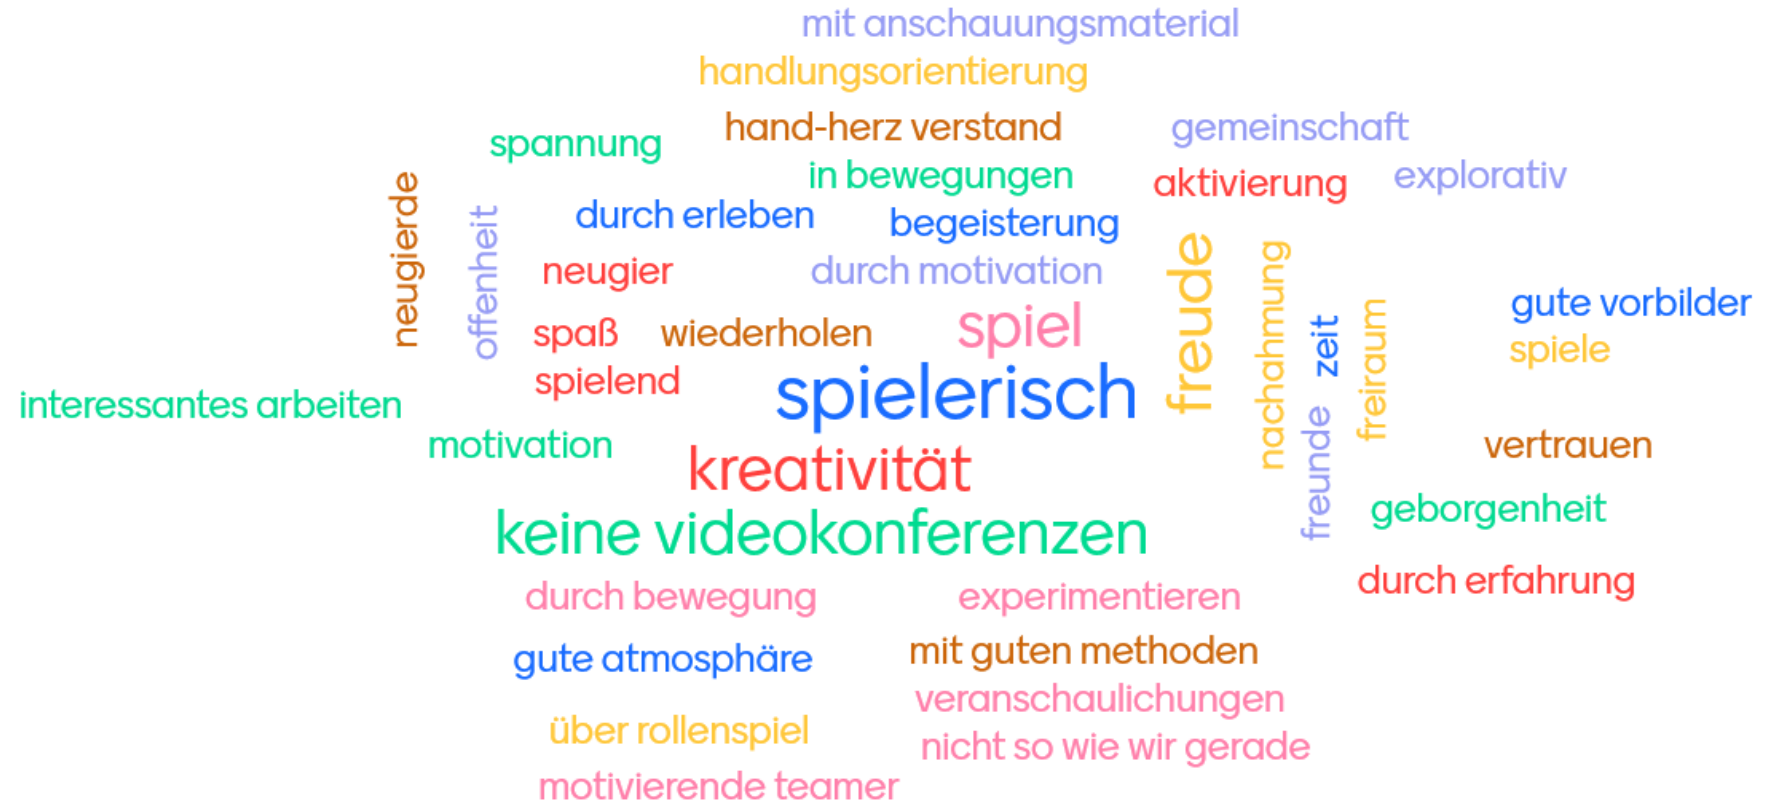 mit anschauungsmaterial
handlungsorientierung
hand-herz verstand
gemeinschaft
spannung
in bewegungen
aktivierung
explorativ
neugierde
offenheit
durch erleben
begeisterung
neugier
durch motivation
freude
nachahmung
zeit
freiraum
gute vorbilder
spaß
wiederholen
spiel
spiele
spielend
spielerisch
interessantes arbeiten
motivation
kreativität
freunde
vertrauen
geborgenheit
keine videokonferenzen
durch bewegung
experimentieren
durch erfahrung
gute atmosphäre
mit guten methoden
veranschaulichungen
über rollenspiel
nicht so wie wir gerade
motivierende teamer